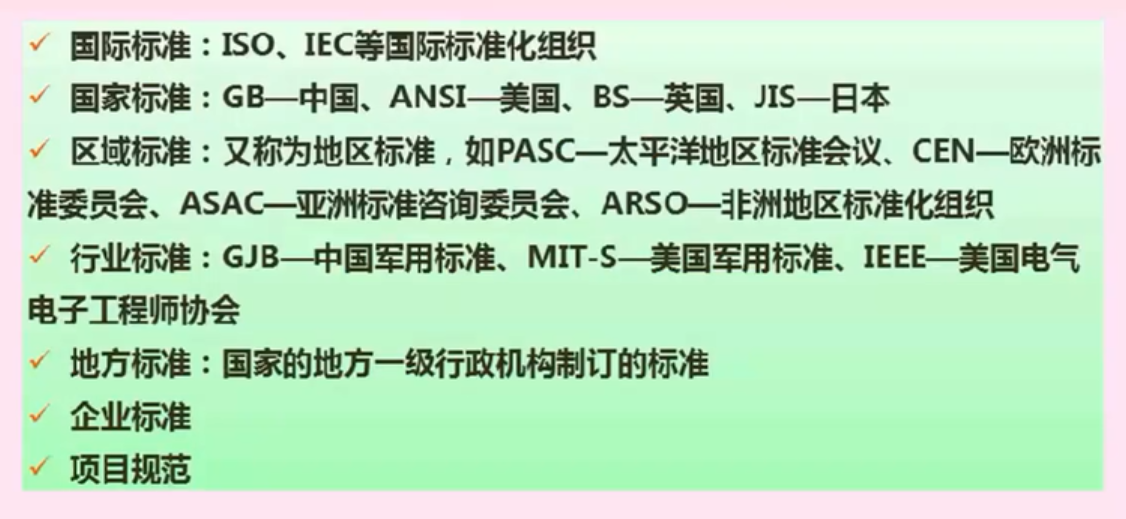 ✓ 国际标准：ISO、IEC等国际标准化组织
✓ 国家标准：GB—中国、ANSI—美国、BS—英国、JIS—日本
✓ 区域标准：又称为地区标准，如PASC—太平洋地区标准会议、CEN—欧洲标
准委员会、ASAC—亚洲标准咨询委员会、ARSO—非洲地区标准化组织
✓ 行业标准：GJB—中国军用标准、MIT-S—美国军用标准、IEEE—美国电气
电子工程师协会
✓ 地方标准：国家的地方一级行政机构制订的标准
✓ 企业标准
✓ 项目规范